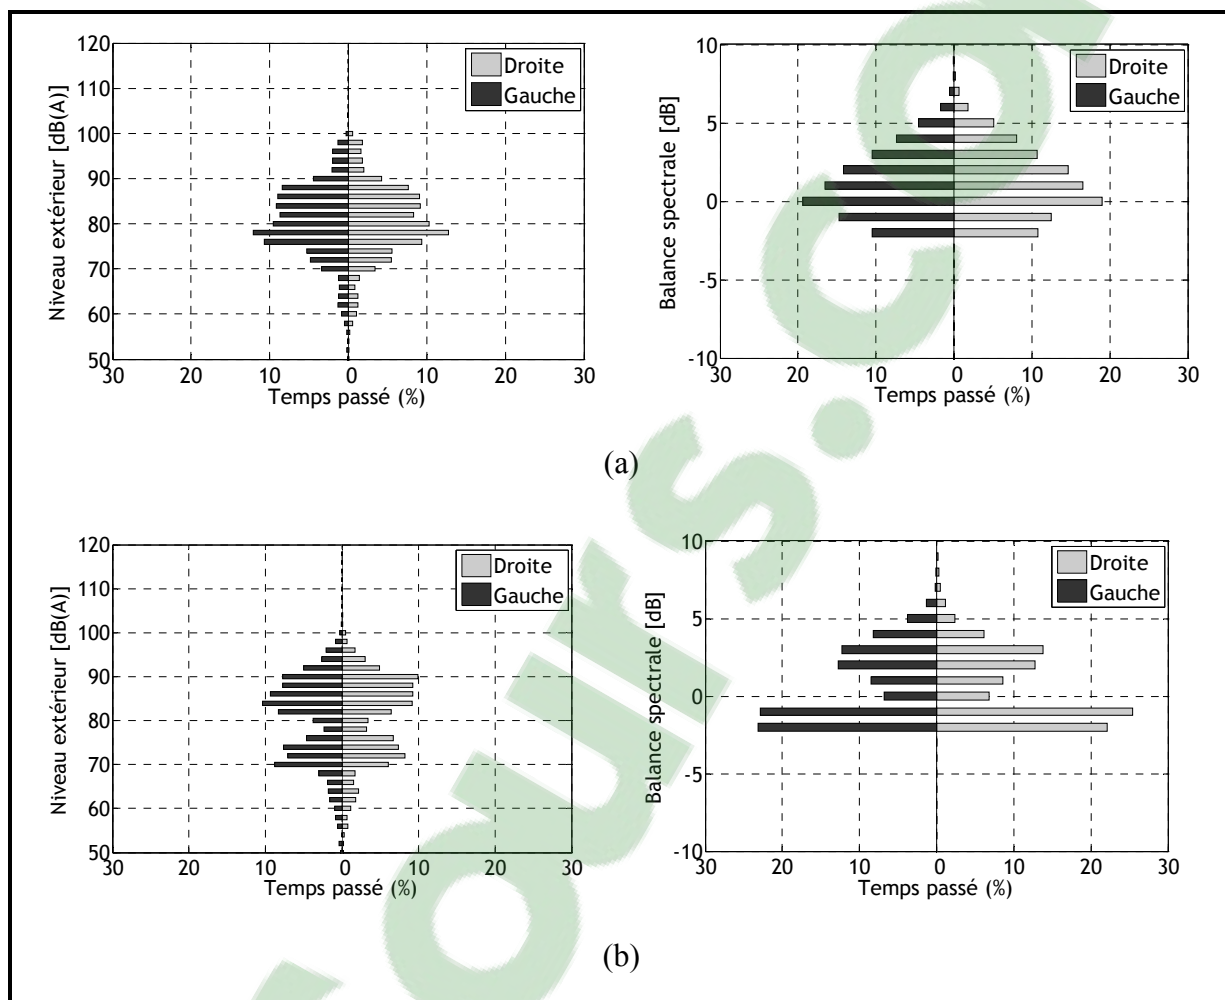 120
110
100
90
80
70
60
50
Niveau extérieur [dB(A)]
30 20 10 0 10 20 30
Temps passé (%)
Droite
Gauche
10
5
0
-5
-10
Balance spectrale [dB]
30 20 10 0 10 20 30
Temps passé (%)
Droite
Gauche
(a)
120
110
100
90
80
70
60
50
Niveau extérieur [dB(A)]
30 20 10 0 10 20 30
Temps passé (%)
Droite
Gauche
10
5
0
-5
-10
Balance spectrale [dB]
30 20 10 0 10 20 30
Temps passé (%)
Droite
Gauche
(b)